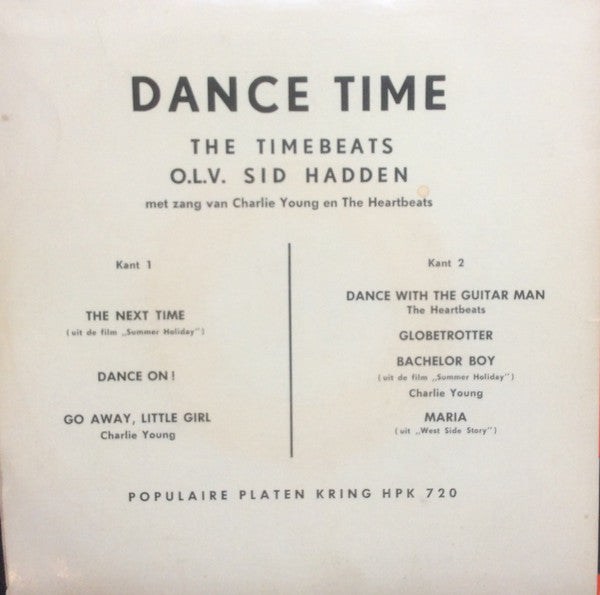 DANCE TIME
THE TIMEBEATS
O.L.V. SID HADDEN
met zang van Charlie Young en The Heartbeats
Kant 1
THE NEXT TIME
(uit de film „Summer Holiday”)
DANCE ON!
GO AWAY, LITTLE GIRL
Charlie Young
Kant 2
DANCE WITH THE GUITAR MAN
The Heartbeats
GLOBETROTTER
BACHELOR BOY
(uit de film „Summer Holiday”)
Charlie Young
MARIA
(uit „West Side Story”)
POPULAIRE PLATEN KRING HPK 720